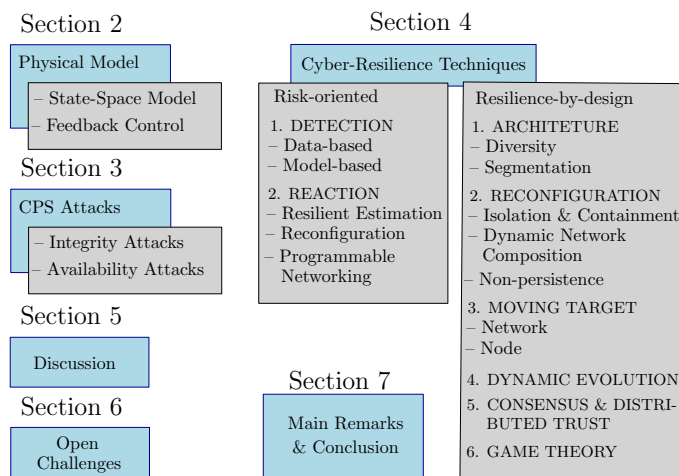 Section 2
Physical Model
– State-Space Model
– Feedback Control
Section 3
CPS Attacks
– Integrity Attacks
– Availability Attacks
Section 5
Discussion
Section 6
Open
Challenges
Section 4
Cyber-Resilience Techniques
Risk-oriented
1. DETECTION
– Data-based
– Model-based
2. REACTION
– Resilient Estimation
– Reconfiguration
– Programmable
Networking
Resilience-by-design
1. ARCHITETURE
– Diversity
– Segmentation
2. RECONFIGURATION
– Isolation & Containment
– Dynamic Network
Composition
– Non-persistence
3. MOVING TARGET
– Network
– Node
4. DYNAMIC EVOLUTION
5. CONSENSUS & DISTRI-
BUTED TRUST
6. GAME THEORY
Section 7
Main Remarks
& Conclusion